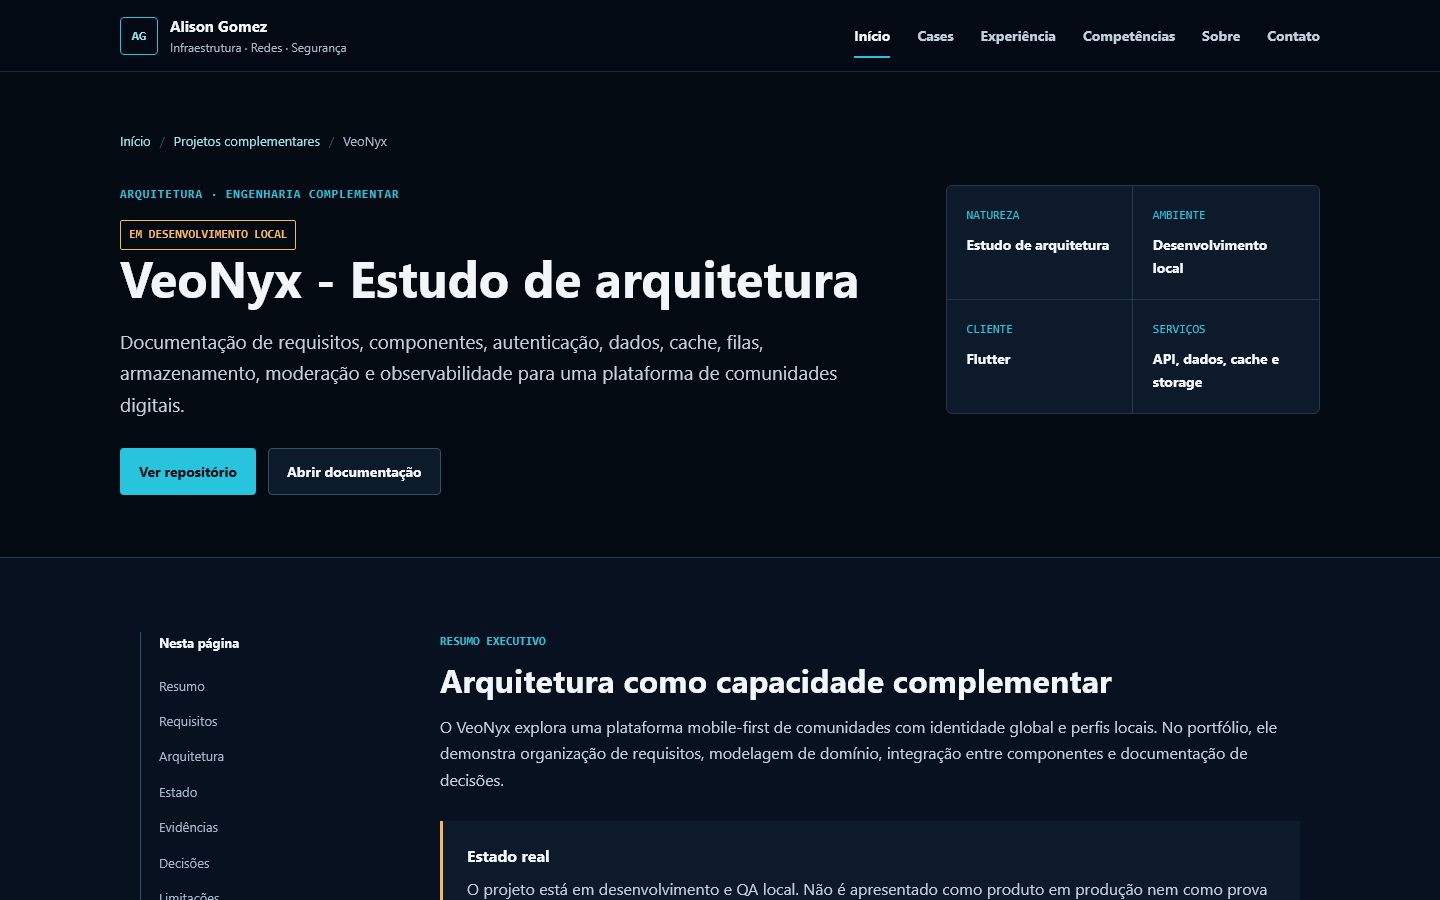 AG
Alison Gomez
Infraestrutura · Redes · Segurança
Início Cases Experiência Competências Sobre Contato
Início / Projetos complementares / VeoNyx
ARQUITETURA · ENGENHARIA COMPLEMENTAR
EM DESENVOLVIMENTO LOCAL
VeoNyx - Estudo de arquitetura
Documentação de requisitos, componentes, autenticação, dados, cache, filas,
armazenamento, moderação e observabilidade para uma plataforma de comunidades
digitais.
Ver repositório
Abrir documentação
NATUREZA
Estudo de arquitetura
AMBIENTE
Desenvolvimento
local
CLIENTE
Flutter
SERVIÇOS
API, dados, cache e
storage
Nesta página
Resumo
Requisitos
Arquitetura
Estado
Evidências
Decisões
Limitações
RESUMO EXECUTIVO
Arquitetura como capacidade complementar
O VeoNyx explora uma plataforma mobile-first de comunidades com identidade global e perfis locais. No portfólio, ele
demonstra organização de requisitos, modelagem de domínio, integração entre componentes e documentação de
decisões.
Estado real
O projeto está em desenvolvimento e QA local. Não é apresentado como produto em produção nem como prova